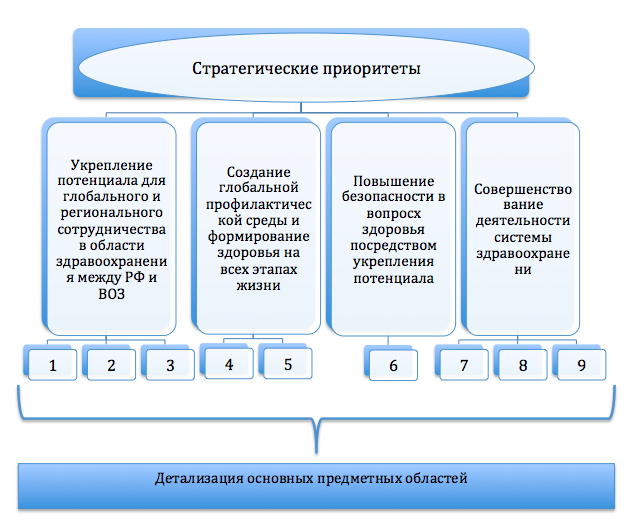 Стратегические приоритеты
Укрепление
потенциала для
глобального и
регионального
сотрудничества
в области
здравоохранени
я между РФ и
ВОЗ
Создание
глобальной
профилактичес
кой среды и
формирование
здоровья на
всех этапах
жизни
Повышение
безопасности в
вопросх
здоровья
посредством
укрепления
потенциала
Совершенство
вание
деятельности
системы
здравоохране
ни
1
2
3
4
5
6
7
8
9
Детализация основных предметных областей